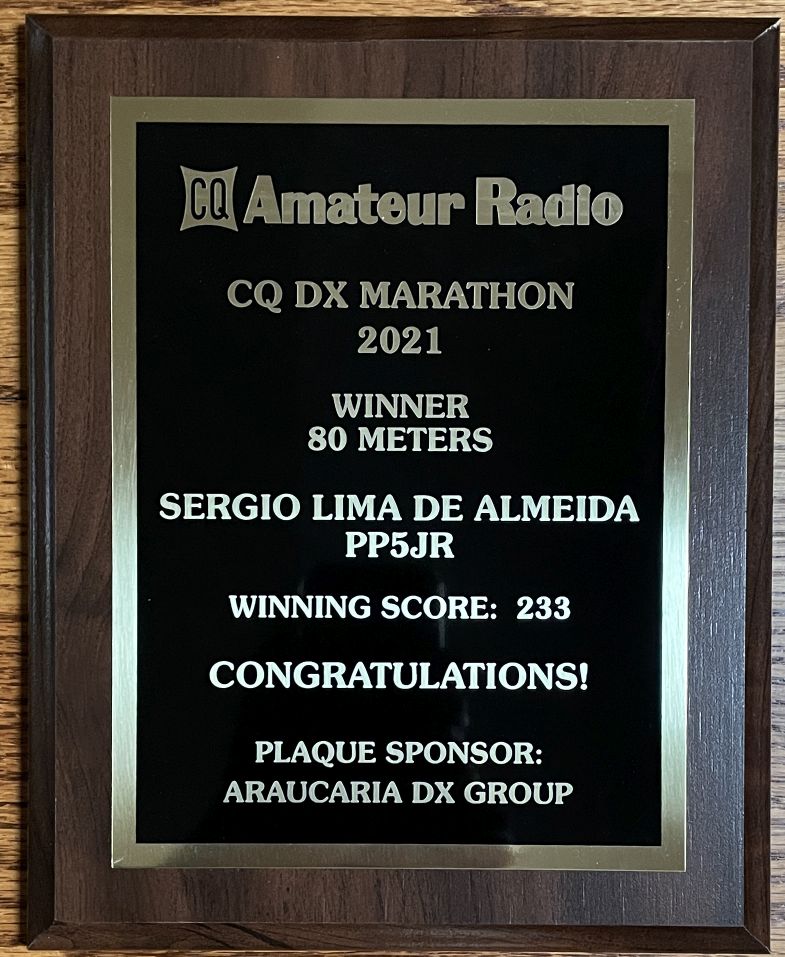 CQ Amateur Radio
CQ DX MARATHON
2021
WINNER
80 METERS
SERGIO LIMA DE ALMEIDA
PP5JR
WINNING SCORE: 233
CONGRATULATIONS!
PLAQUE SPONSOR:
ARAUCARIA DX GROUP